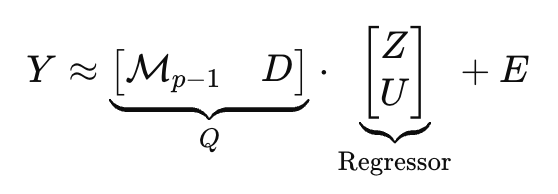 Y ≈ [ℳ_{p−1} D] · [Z U] + E
Q
Regressor